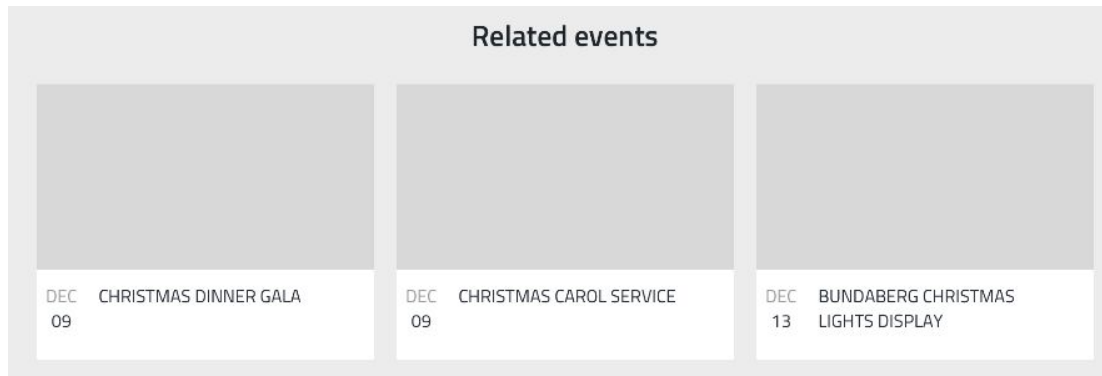 Related events
DEC
09
CHRISTMAS DINNER GALA
DEC
09
CHRISTMAS CAROL SERVICE
DEC
13
BUNDABERG CHRISTMAS
LIGHTS DISPLAY